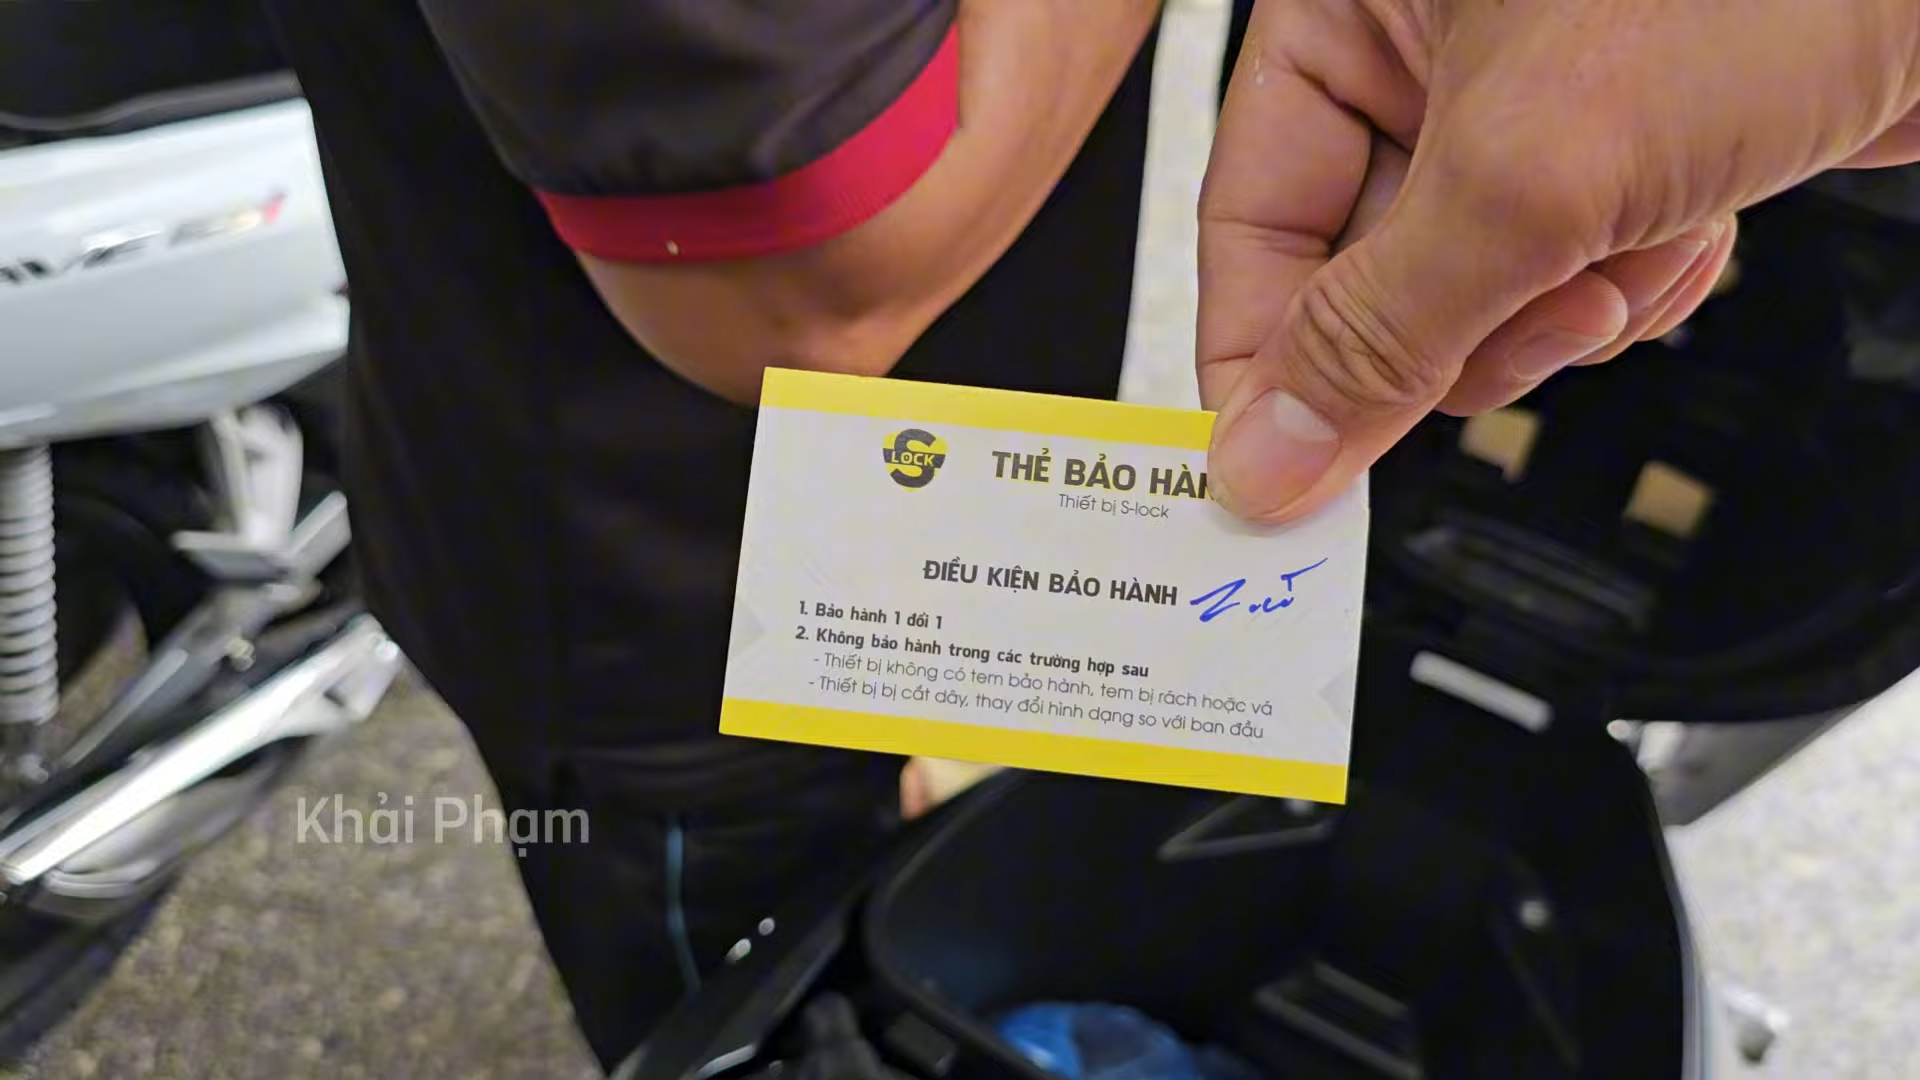 S
LOCK
THẺ BẢO HÀN
Thiết bị S-lock
ĐIỀU KIỆN BẢO HÀNH
1. Bảo hành 1 đổi 1
2. Không bảo hành trong các trường hợp sau
- Thiết bị không có tem bảo hành, tem bị rách hoặc vá
- Thiết bị bị cắt dây, thay đổi hình dạng so với ban đầu
Khải Phạm